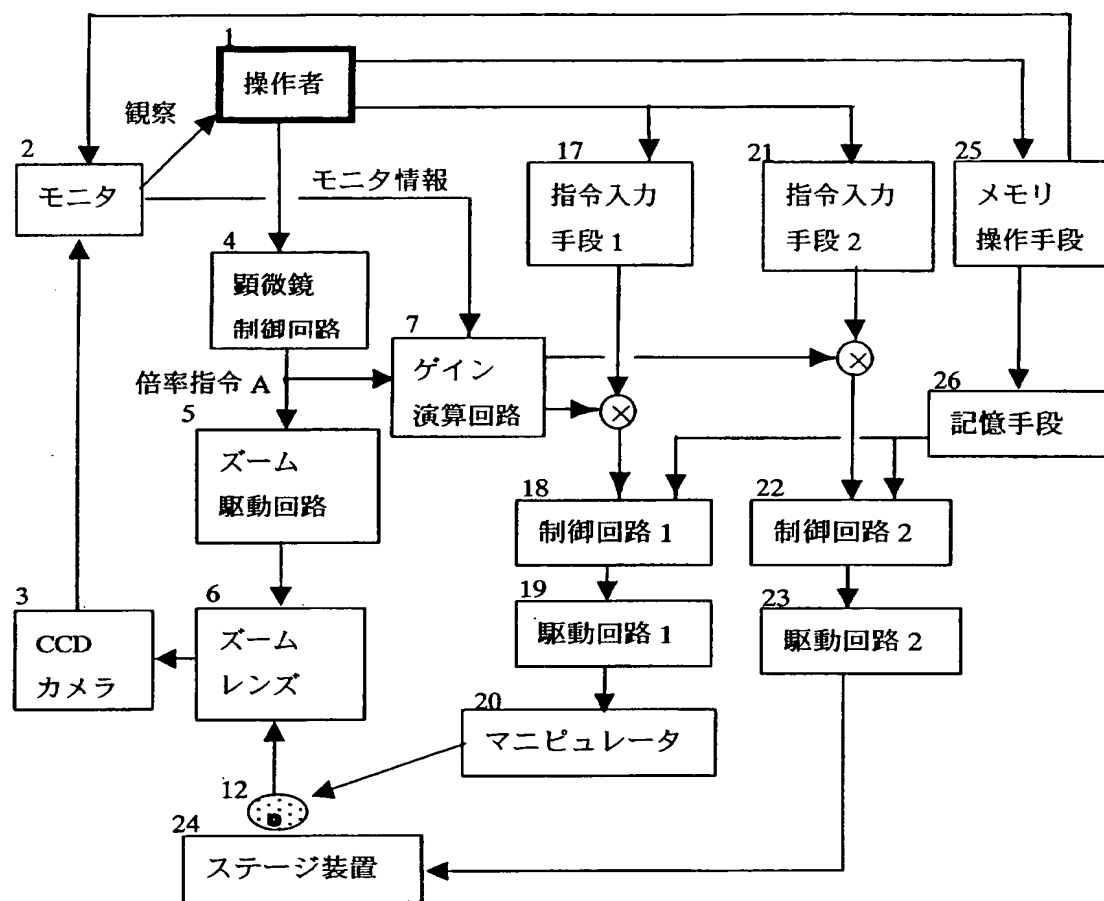 1
操作者
観察
2
モニタ
モニタ情報
17
指令入力
手段 1
21
指令入力
手段 2
25
メモリ
操作手段
4
顕微鏡
制御回路
7
ゲイン
演算回路
倍率指令 A
26
記憶手段
5
ズーム
駆動回路
18
制御回路 1
22
制御回路 2
3
CCD
カメラ
6
ズーム
レンズ
19
駆動回路 1
23
駆動回路 2
20
マニピュレータ
12
24
ステージ装置